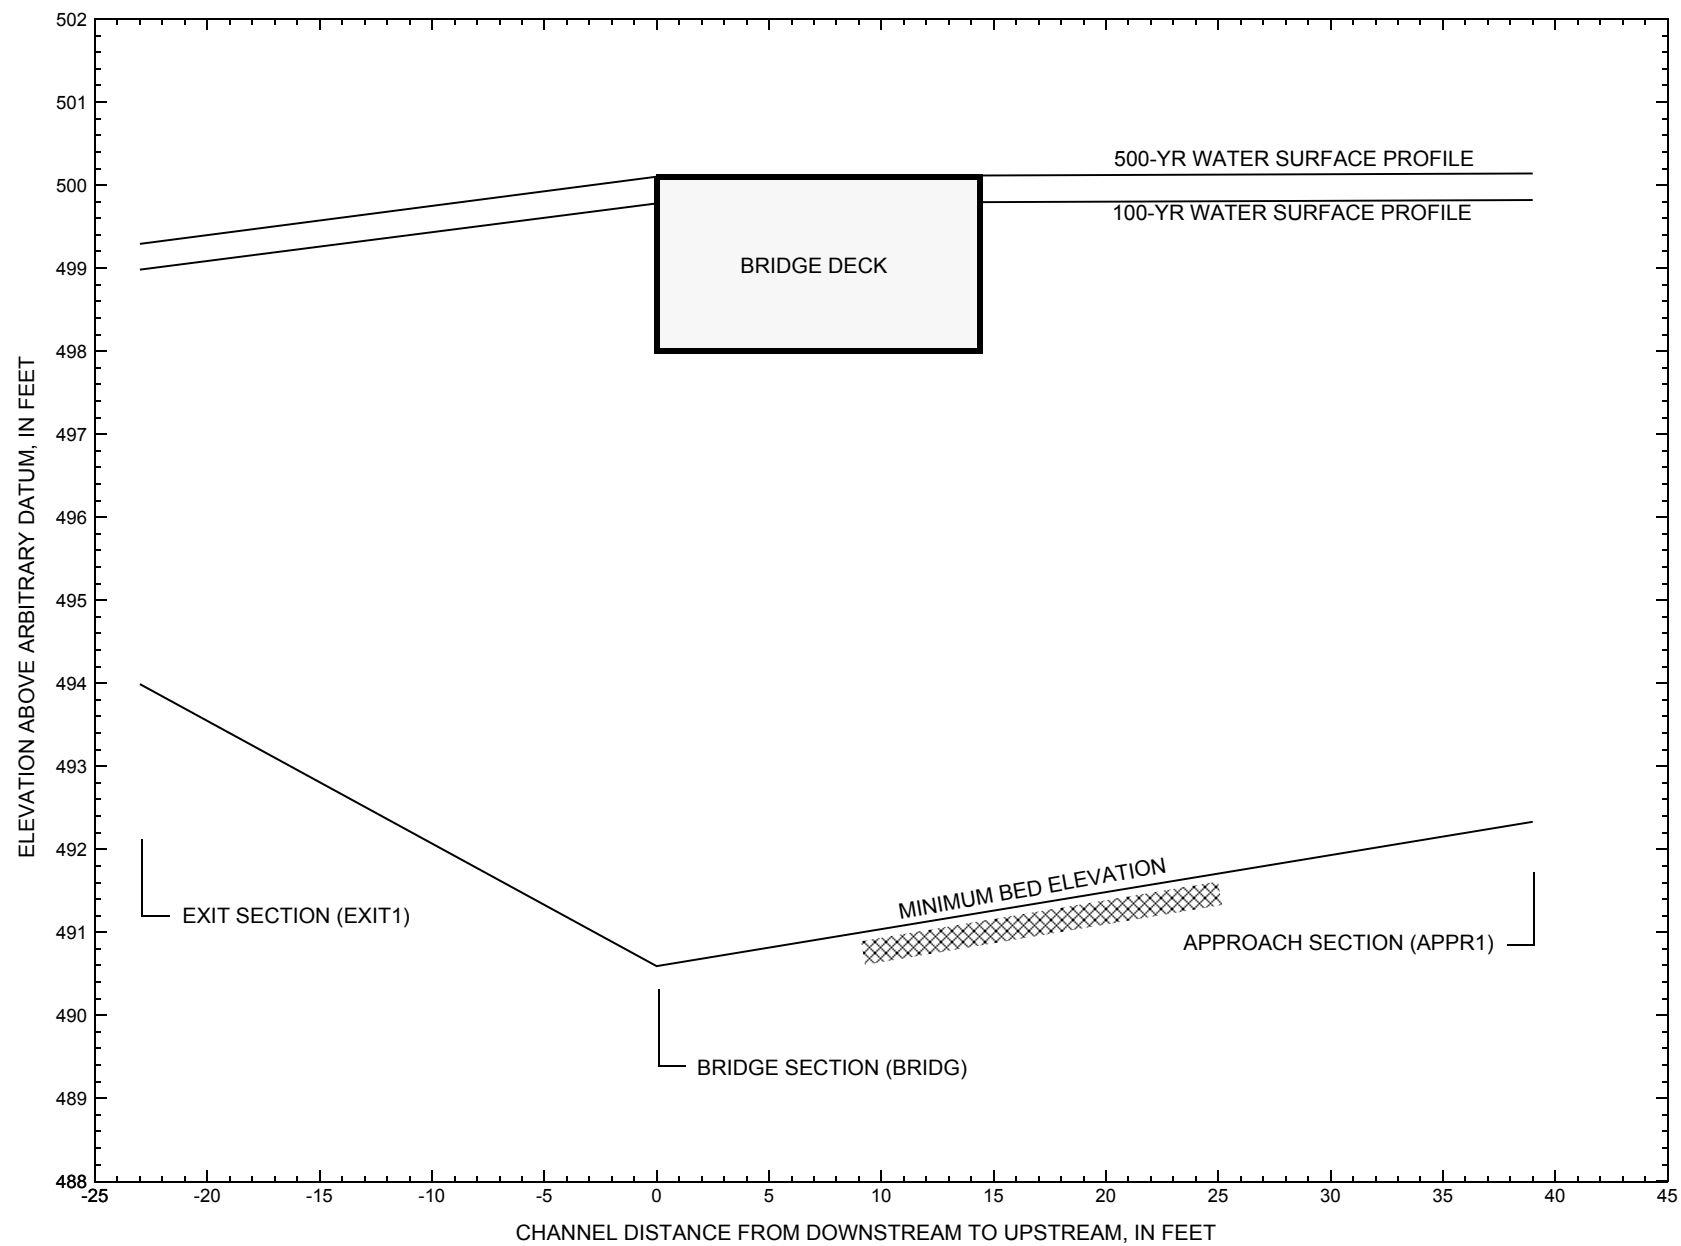 502
501
500
499
498
497
496
495
494
493
492
491
490
489
488
ELEVATION ABOVE ARBITRARY DATUM, IN FEET
500-YR WATER SURFACE PROFILE
100-YR WATER SURFACE PROFILE
BRIDGE DECK
MINIMUM BED ELEVATION
EXIT SECTION (EXIT1)
APPROACH SECTION (APPR1)
BRIDGE SECTION (BRIDG)
-25 -20 -15 -10 -5 0 5 10 15 20 25 30 35 40 45
CHANNEL DISTANCE FROM DOWNSTREAM TO UPSTREAM, IN FEET